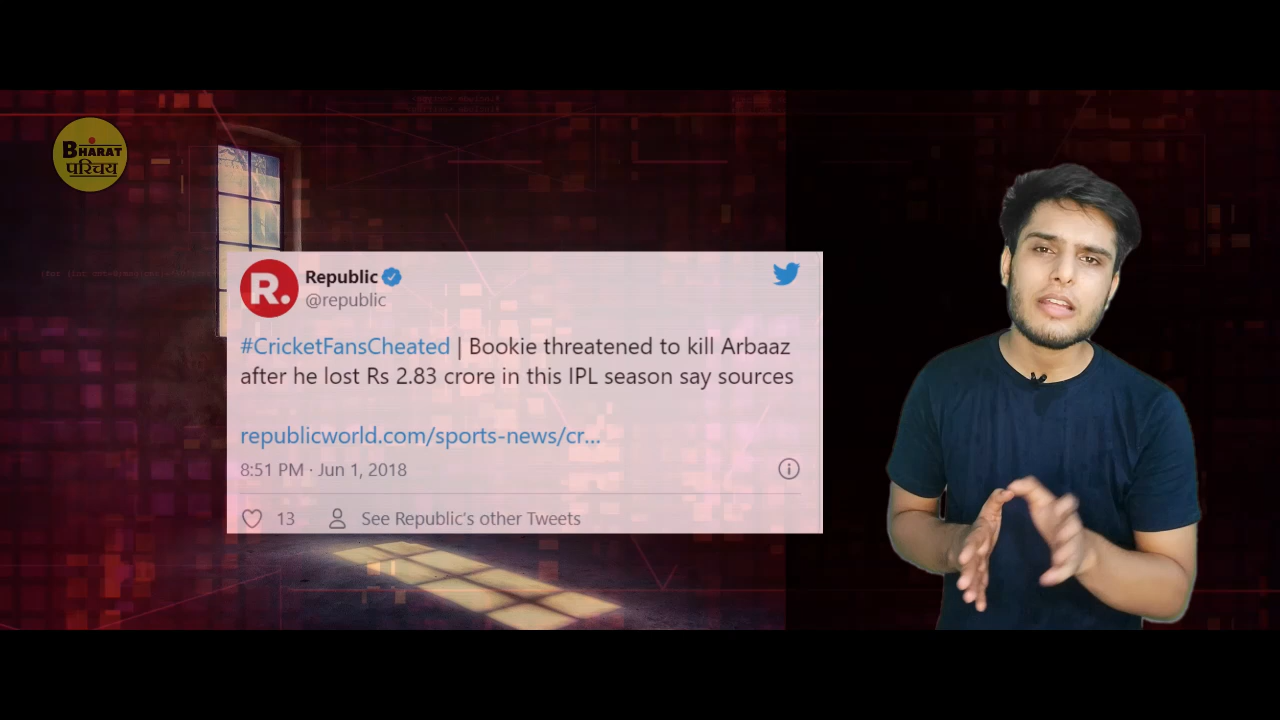 BHARAT
परिचय
R.
Republic
@republic
#CricketFansCheated | Bookie threatened to kill Arbaaz
after he lost Rs 2.83 crore in this IPL season say sources
republicworld.com/sports-news/cr...
8:51 PM · Jun 1, 2018
13 See Republic's other Tweets